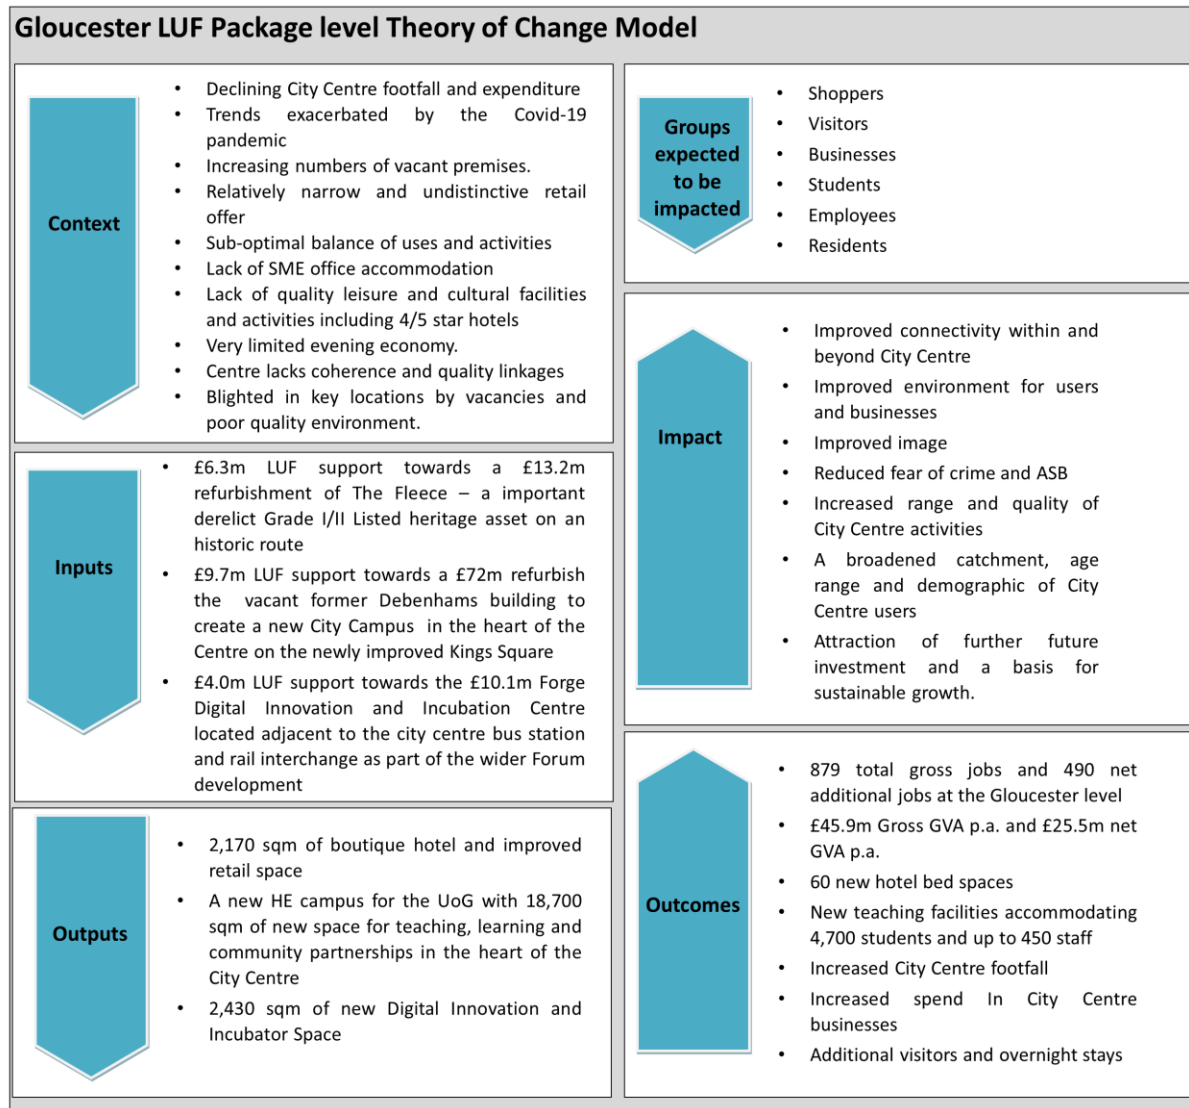 Gloucester LUF Package level Theory of Change Model
Context
• Declining City Centre footfall and expenditure
• Trends exacerbated by the Covid-19
pandemic
• Increasing numbers of vacant premises.
• Relatively narrow and undistinctive retail
offer
• Sub-optimal balance of uses and activities
• Lack of SME office accommodation
• Lack of quality leisure and cultural facilities
and activities including 4/5 star hotels
• Very limited evening economy.
• Centre lacks coherence and quality linkages
• Blighted in key locations by vacancies and
poor quality environment.
Inputs
• £6.3m LUF support towards a £13.2m
refurbishment of The Fleece – a important
derelict Grade I/II Listed heritage asset on an
historic route
• £9.7m LUF support towards a £72m refurbish
the vacant former Debenhams building to
create a new City Campus in the heart of the
Centre on the newly improved Kings Square
• £4.0m LUF support towards the £10.1m Forge
Digital Innovation and Incubation Centre
located adjacent to the city centre bus station
and rail interchange as part of the wider Forum
development
Outputs
• 2,170 sqm of boutique hotel and improved
retail space
• A new HE campus for the UoG with 18,700
sqm of new space for teaching, learning and
community partnerships in the heart of the
City Centre
• 2,430 sqm of new Digital Innovation and
Incubator Space
Groups
expected
to be
impacted
• Shoppers
• Visitors
• Businesses
• Students
• Employees
• Residents
Impact
• Improved connectivity within and
beyond City Centre
• Improved environment for users
and businesses
• Improved image
• Reduced fear of crime and ASB
• Increased range and quality of
City Centre activities
• A broadened catchment, age
range and demographic of City
Centre users
• Attraction of further future
investment and a basis for
sustainable growth.
Outcomes
• 879 total gross jobs and 490 net
additional jobs at the Gloucester level
• £45.9m Gross GVA p.a. and £25.5m net
GVA p.a.
• 60 new hotel bed spaces
• New teaching facilities accommodating
4,700 students and up to 450 staff
• Increased City Centre footfall
• Increased spend In City Centre
businesses
• Additional visitors and overnight stays